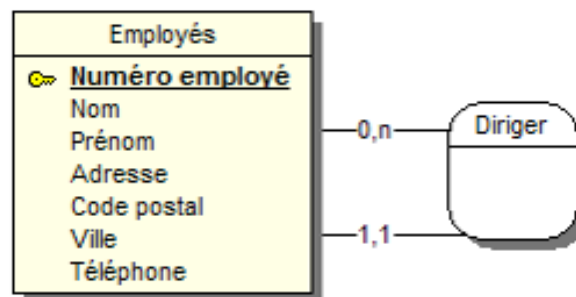 Employés
Numéro employé
Nom
Prénom
Adresse
Code postal
Ville
Téléphone
0,n
Diriger
1,1